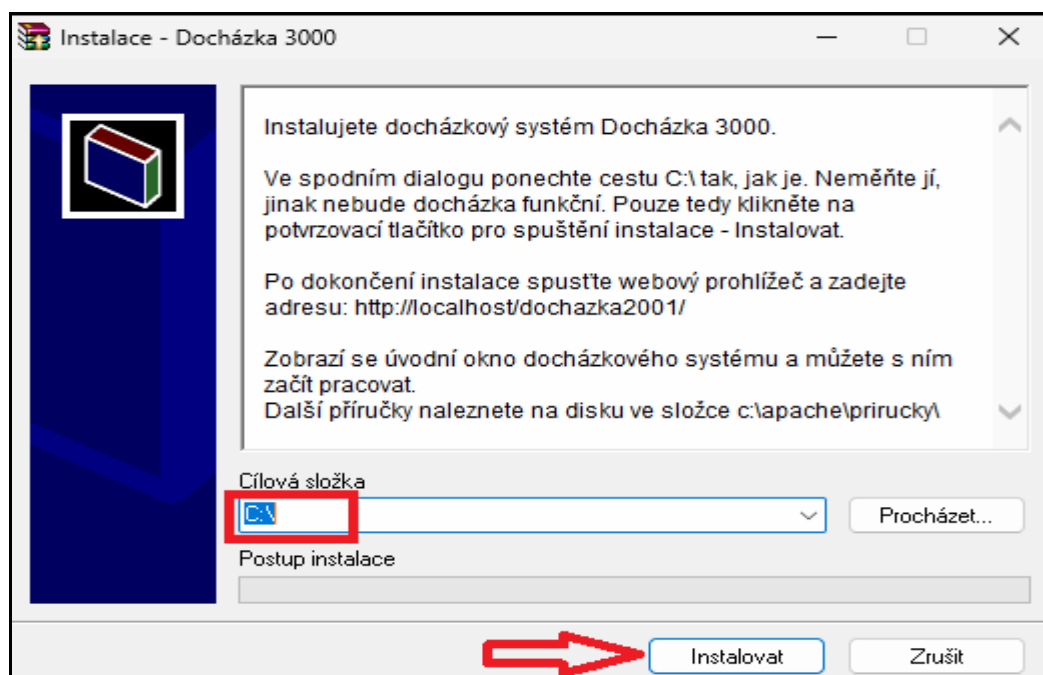 Instalace - Docházka 3000
Instalujete docházkový systém Docházka 3000.
Ve spodním dialogu ponechte cestu C:\ tak, jak je. Neměňte jí,
jinak nebude docházka funkční. Pouze tedy klikněte na
potvrzovací tlačítko pro spuštění instalace - Instalovat.
Po dokončení instalace spusťte webový prohlížeč a zadejte
adresu: http://localhost/dochazka2001/
Zobrazí se úvodní okno docházkového systému a můžete s ním
začít pracovat.
Další příručky naleznete na disku ve složce c:\apache\prirucky\
Cílová složka
C:\
Procházet...
Postup instalace
Instalovat
Zrušit